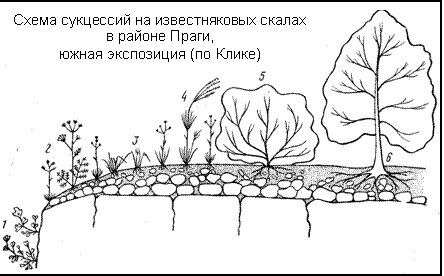 Схема сукцессий на известняковых скалах
в районе Праги,
южная экспозиция (по Клике)
1
2
3
4
5
6